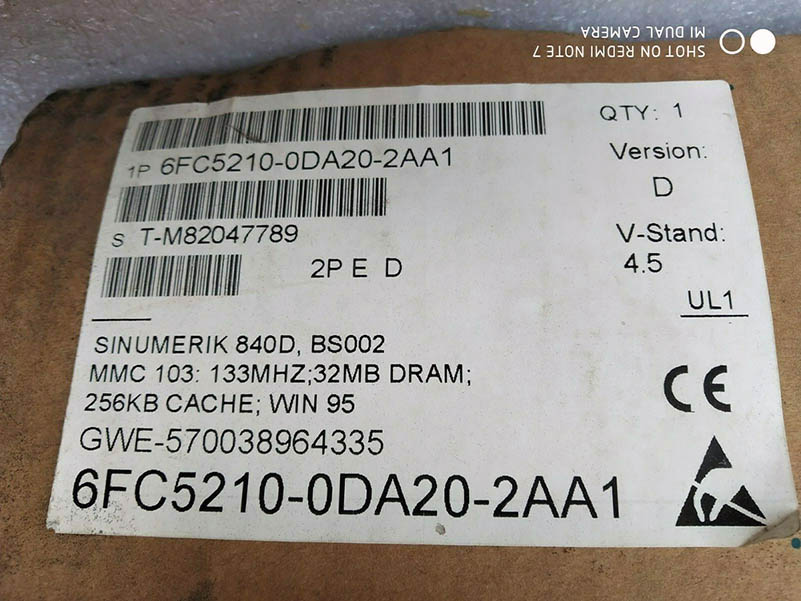 SHOT ON REDMI NOTE 7
MI DUAL CAMERA
QTY: 1
1P 6FC5210-0DA20-2AA1
Version:
D
S T-M82047789
V-Stand:
4.5
2P E D
UL1
SINUMERIK 840D, BS002
MMC 103: 133MHZ;32MB DRAM;
256KB CACHE; WIN 95
CE
GWE-570038964335
6FC5210-0DA20-2AA1